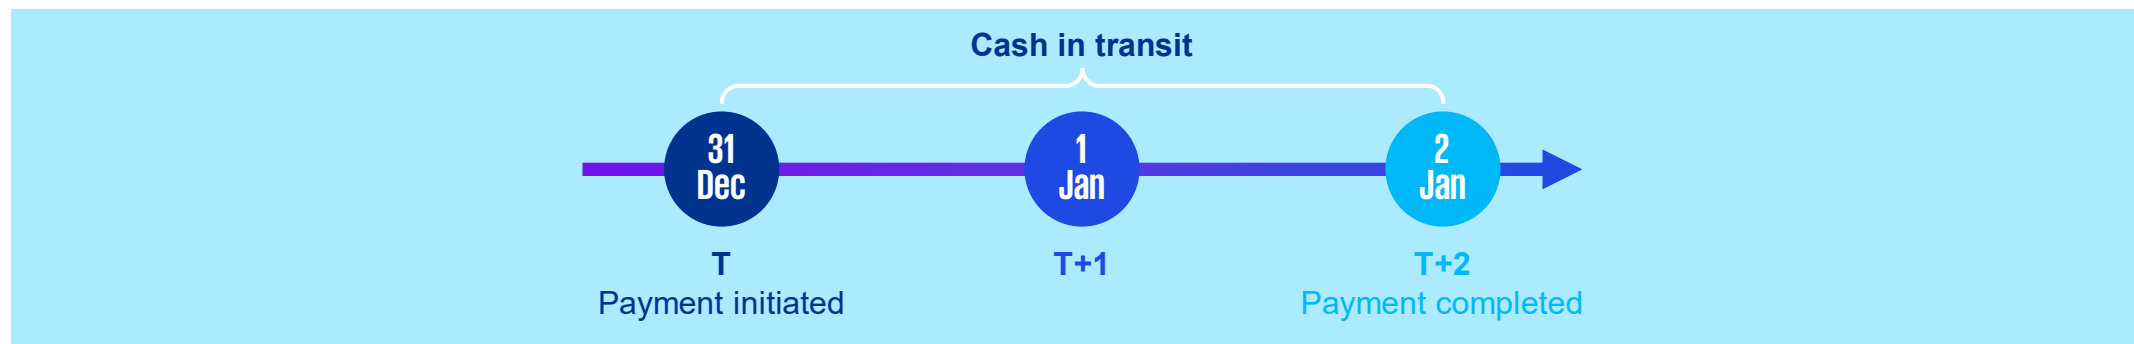 Cash in transit
31
Dec
1
Jan
2
Jan
T
T+1
T+2
Payment initiated
Payment completed